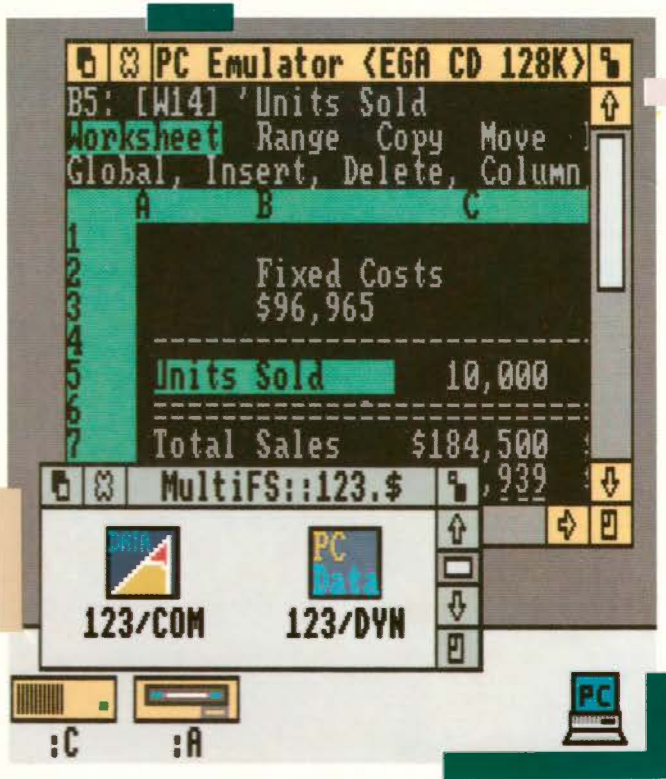 PC Emulator <EGA CD 128K>
B5: [W14] 'Units Sold
Worksheet Range Copy Move
Global, Insert, Delete, Column
A B C
1
2 Fixed Costs
3 $96,965
4
5 Units Sold 10,000
6
7 Total Sales $184,500
,939
MultiFS::123.$
DATA
PC Data
123/COM 123/DYN
:C :A
PC